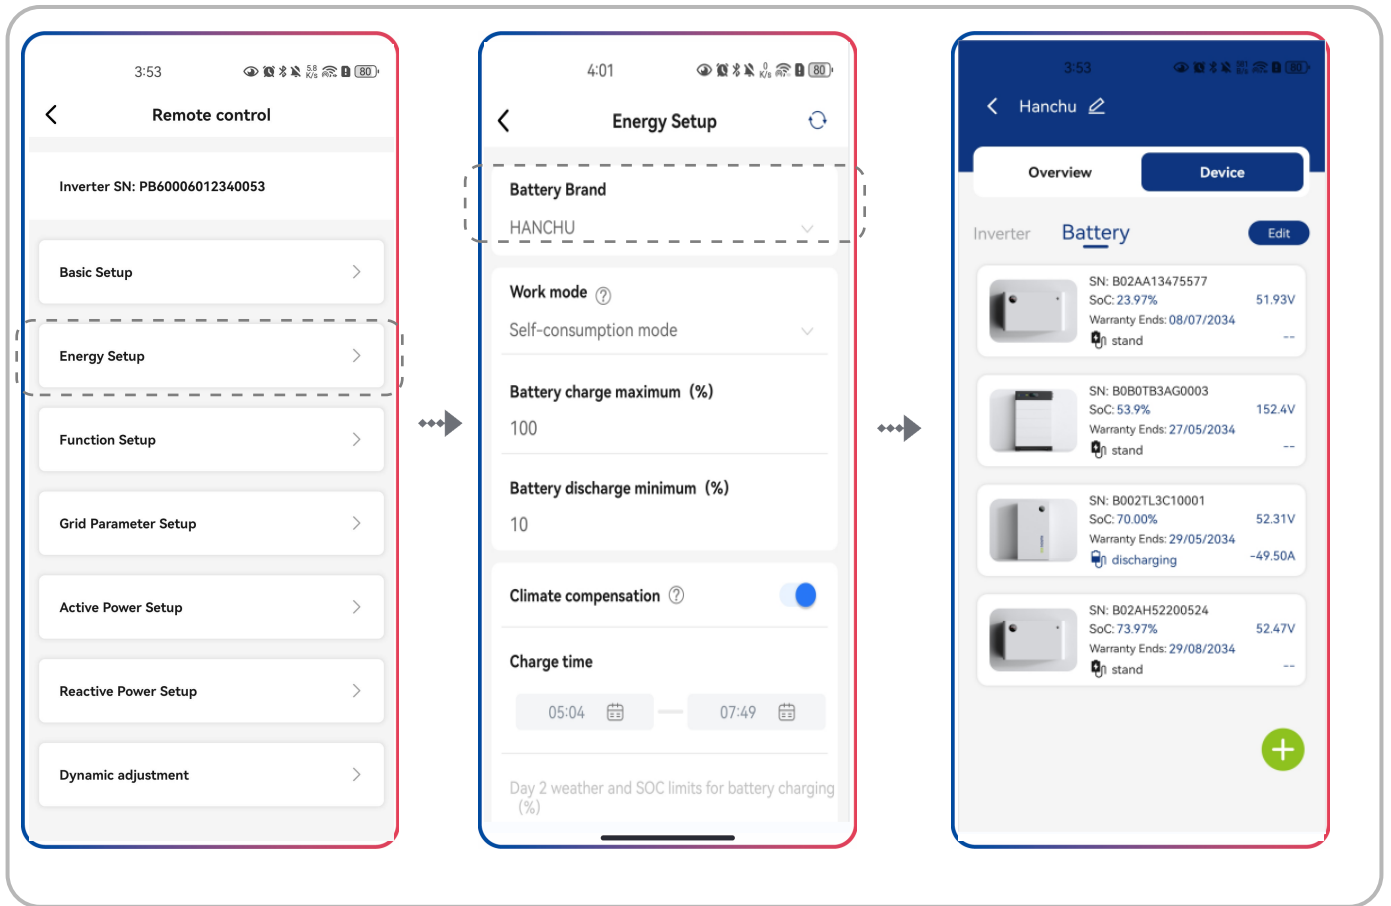 3:53
5.8
K/s
80
Remote control
Inverter SN: PB60006012340053
Basic Setup
Energy Setup
Function Setup
Grid Parameter Setup
Active Power Setup
Reactive Power Setup
Dynamic adjustment
4:01
0
K/s
80
Energy Setup
Battery Brand
HANCHU
Work mode ?
Self-consumption mode
Battery charge maximum (%)
100
Battery discharge minimum (%)
10
Climate compensation ?
Charge time
05:04
07:49
Day 2 weather and SOC limits for battery charging
(%)
3:53
80
Hanchu
Overview
Device
Inverter
Battery
Edit
SN: B02AA13475577
SoC: 23.97% 51.93V
Warranty Ends: 08/07/2034
stand --
SN: B0B0TB3AG0003
SoC: 53.9% 152.4V
Warranty Ends: 27/05/2034
stand --
SN: B002TL3C10001
SoC: 70.00% 52.31V
Warranty Ends: 29/05/2034
discharging -49.50A
SN: B02AH52200524
SoC: 73.97% 52.47V
Warranty Ends: 29/08/2034
stand --